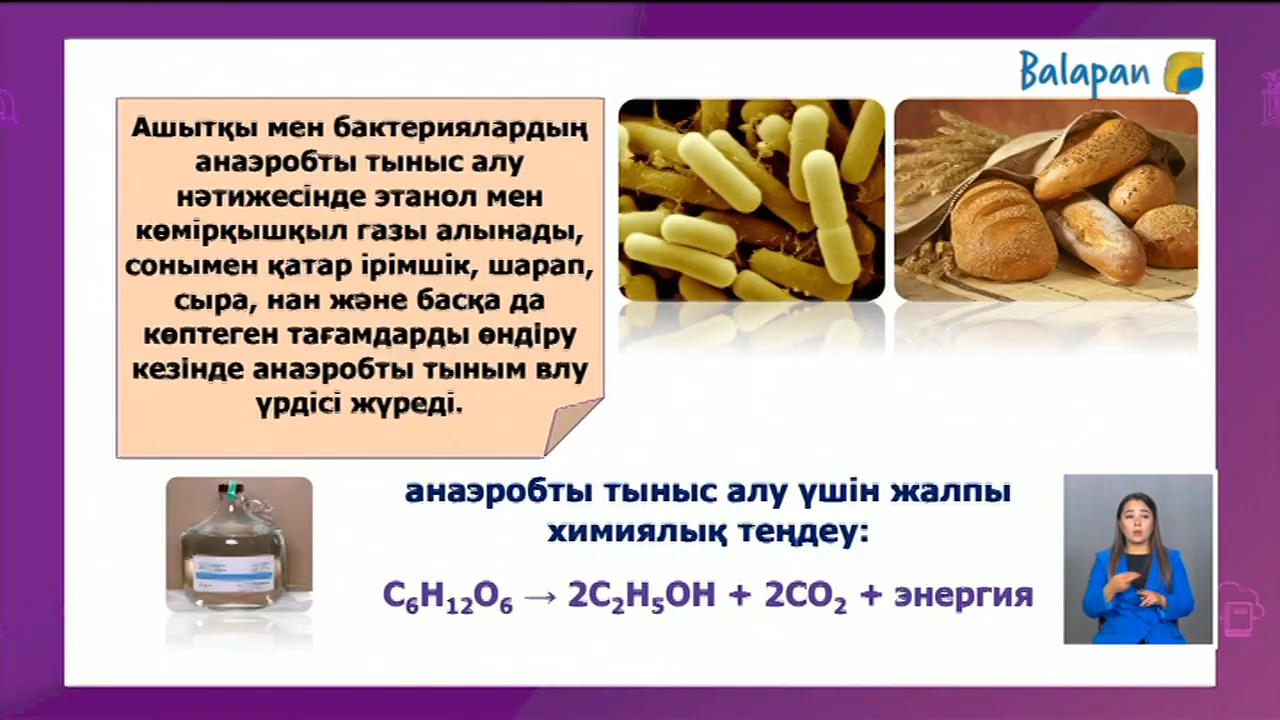 Balapan
Ашытқы мен бактериялардың
анаэробты тыныс алу
нәтижесінде этанол мен
көмірқышқыл газы алынады,
сонымен қатар ірімшік, шарап,
сыра, нан және басқа да
көптеген тағамдарды өндіру
кезінде анаэробты тыным влу
үрдісі жүреді.
анаэробты тыныс алу үшін жалпы
химиялық теңдеу:
C₆H₁₂O₆ → 2C₂H₅OH + 2CO₂ + энергия